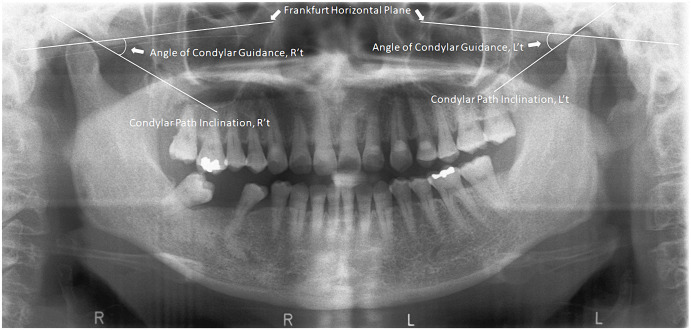 Frankfurt Horizontal Plane
Angle of Condylar Guidance, R't
Angle of Condylar Guidance, L't
Condylar Path Inclination, L't
Condylar Path Inclination, R't
R R L L